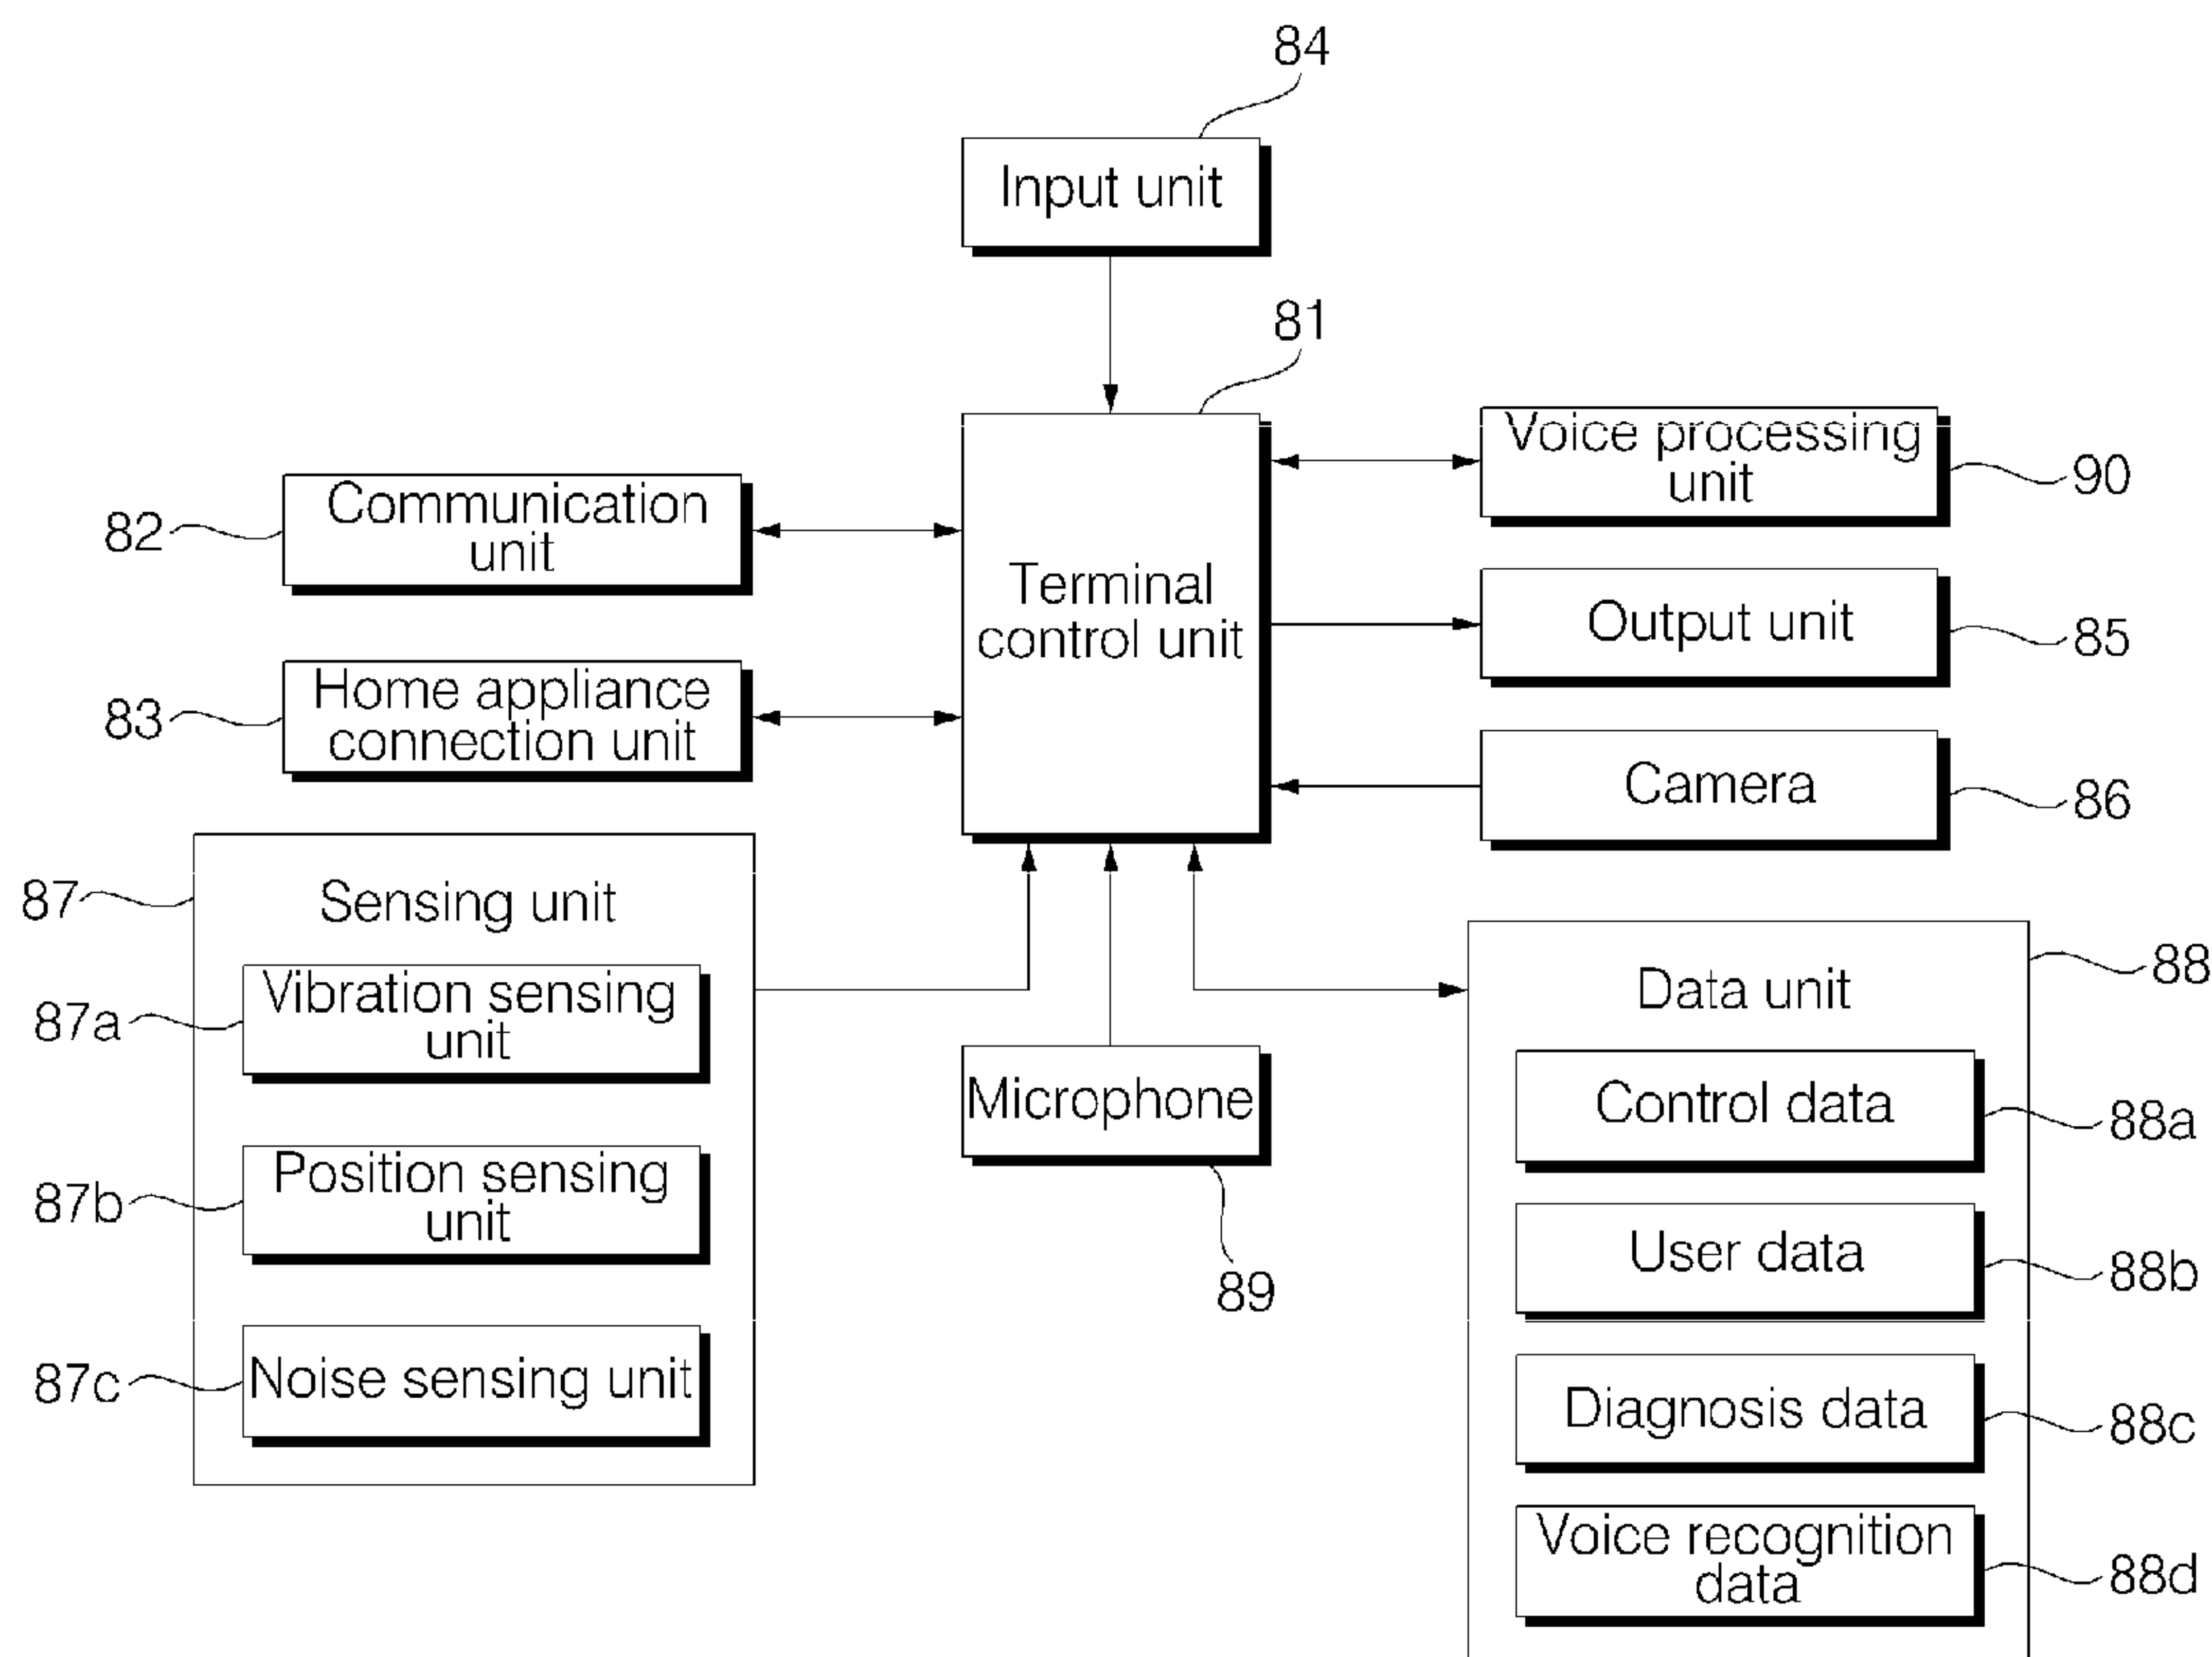 84
Input unit
81
Voice processing
unit
90
Communication
unit
82
Terminal
control unit
Output unit
85
Home appliance
connection unit
83
Camera
86
87
Sensing unit
Vibration sensing
unit
87a
Position sensing
unit
87b
Noise sensing unit
87c
Microphone
89
88
Data unit
Control data
88a
User data
88b
Diagnosis data
88c
Voice recognition
data
88d